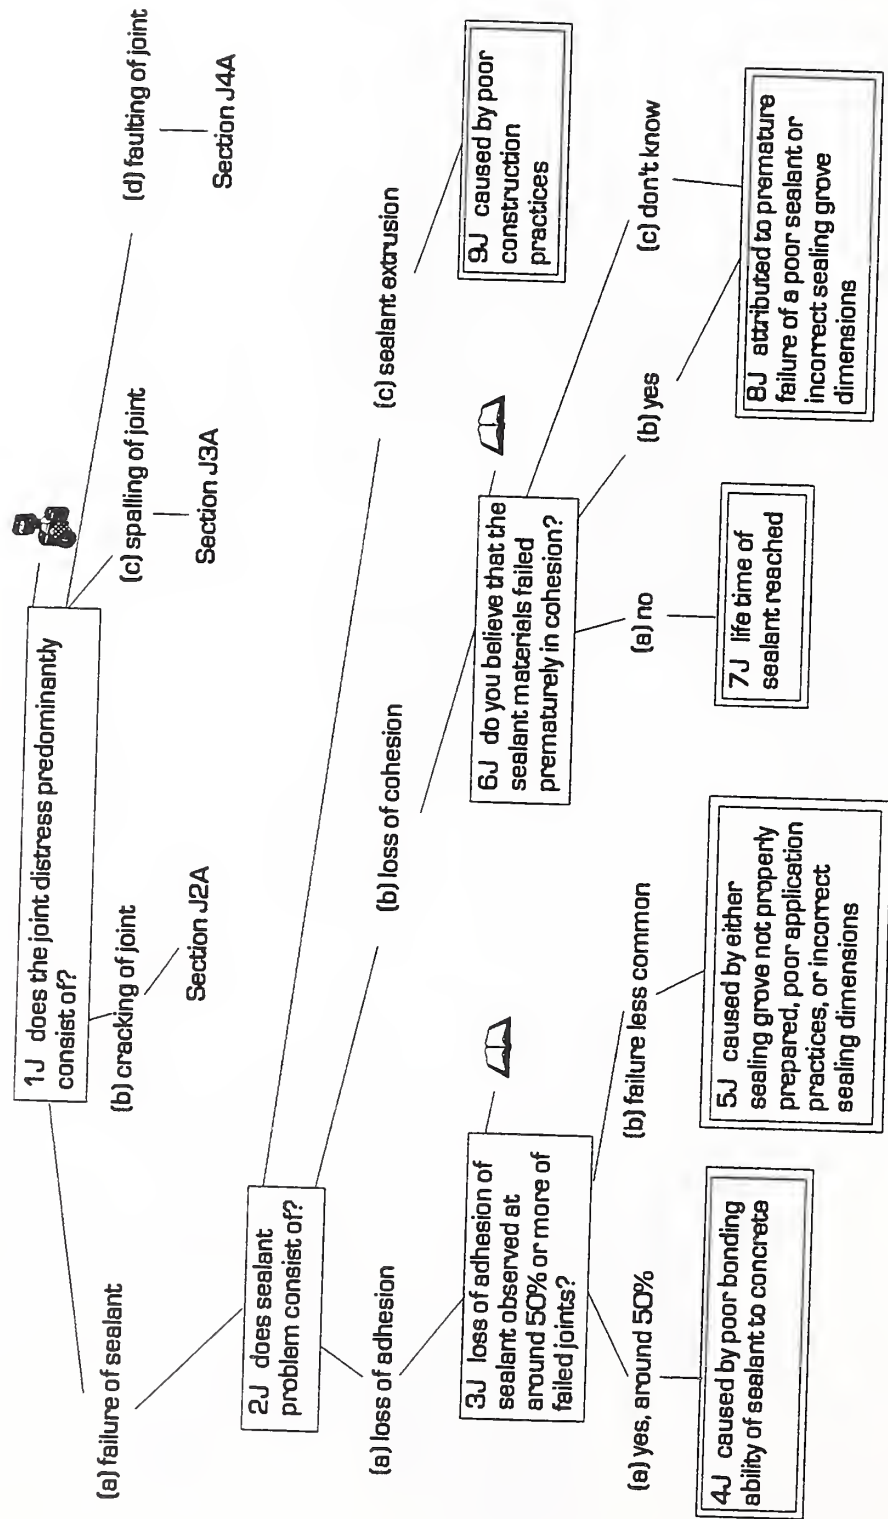 1J does the joint distress predominantly
consist of?
(a) failure of sealant
(b) cracking of joint
Section J2A
(c) spalling of joint
Section J3A
(d) faulting of joint
Section J4A
2J does sealant
problem consist of?
(a) loss of adhesion
(b) loss of cohesion
(c) sealant extrusion
3J loss of adhesion of
sealant observed at
around 50% or more of
failed joints?
6J do you believe that the
sealant materials failed
prematurely in cohesion?
9J caused by poor
construction
practices
(a) yes, around 50%
(b) failure less common
(a) no
(b) yes
(c) don't know
4J caused by poor bonding
ability of sealant to concrete
5J caused by either
sealing grove not properly
prepared, poor application
practices, or incorrect
sealing dimensions
7J life time of
sealant reached
8J attributed to premature
failure of a poor sealant or
incorrect sealing grove
dimensions